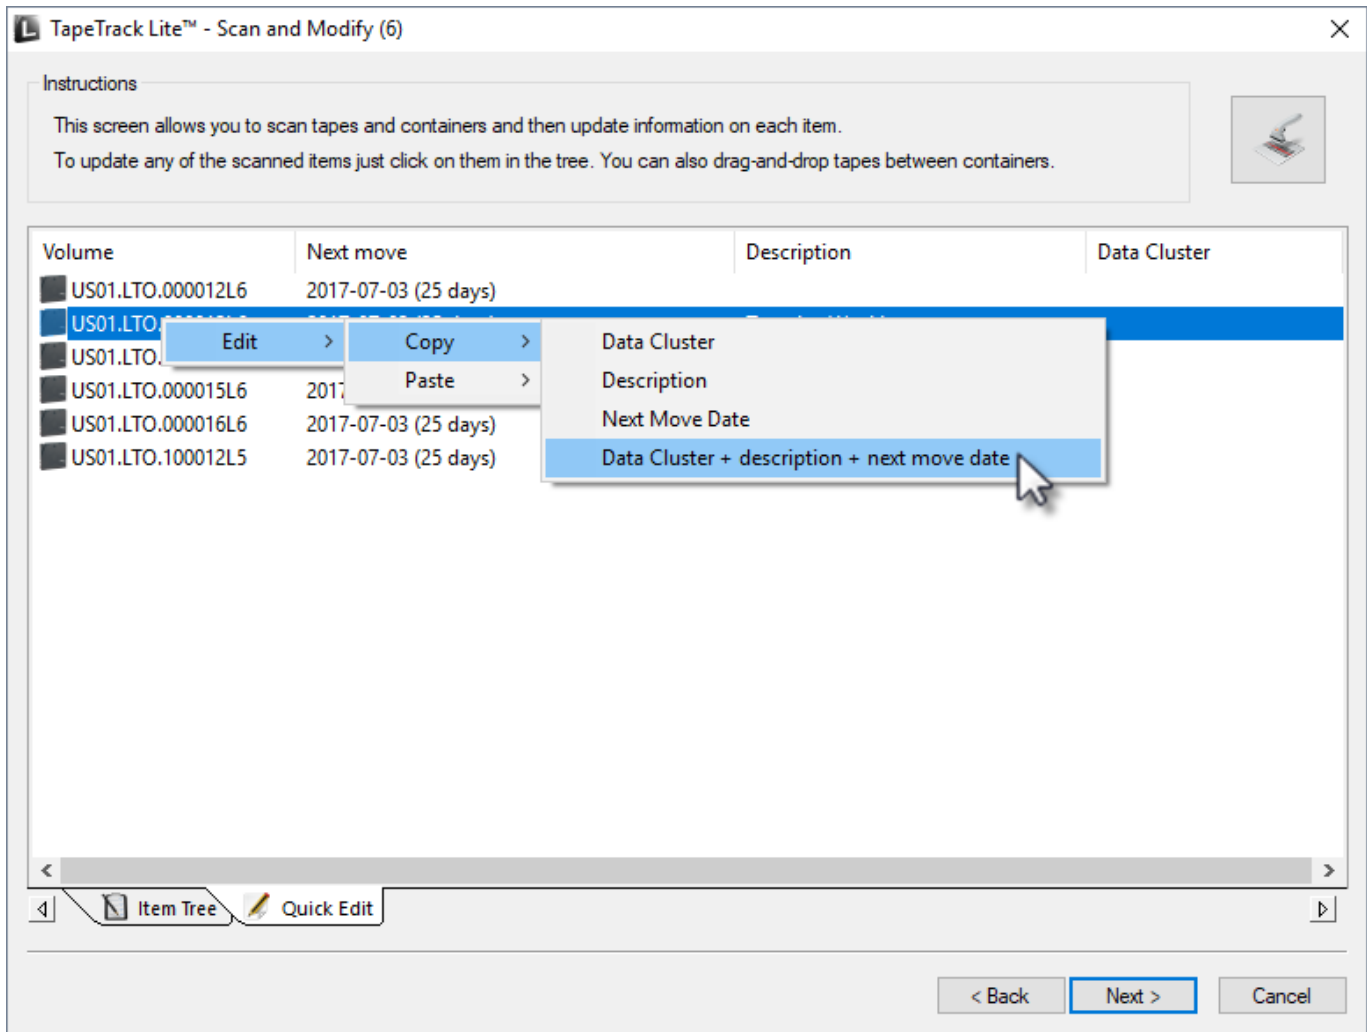 TapeTrack Lite™ - Scan and Modify (6)
Instructions
This screen allows you to scan tapes and containers and then update information on each item.
To update any of the scanned items just click on them in the tree. You can also drag-and-drop tapes between containers.
Volume Next move Description Data Cluster
US01.LTO.000012L6 2017-07-03 (25 days)
US01.LTO.
Edit > Copy > Data Cluster
US01.LTO.
Paste > Description
US01.LTO.000015L6 2017
Next Move Date
US01.LTO.000016L6 2017-07-03 (25 days)
US01.LTO.100012L5 2017-07-03 (25 days) Data Cluster + description + next move date
Item Tree Quick Edit
< Back Next > Cancel